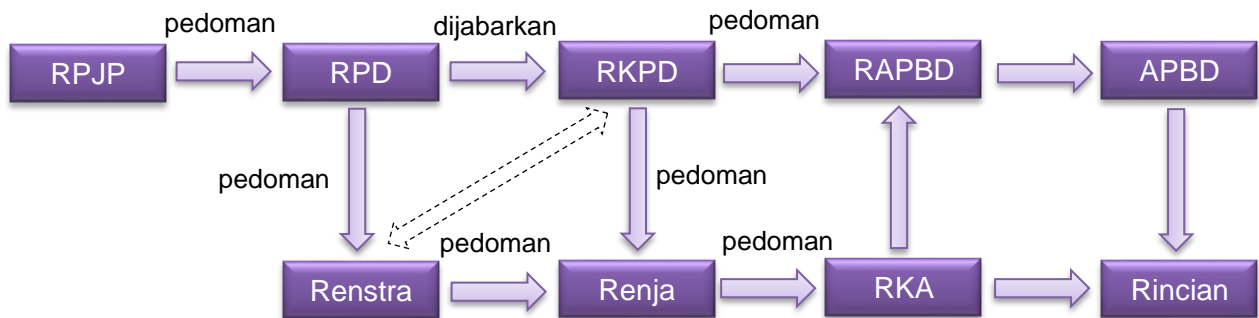 pedoman dijabarkan pedoman
RPJP RPD RKPD RAPBD APBD
pedoman pedoman
pedoman pedoman
Renstra Renja RKA Rincian